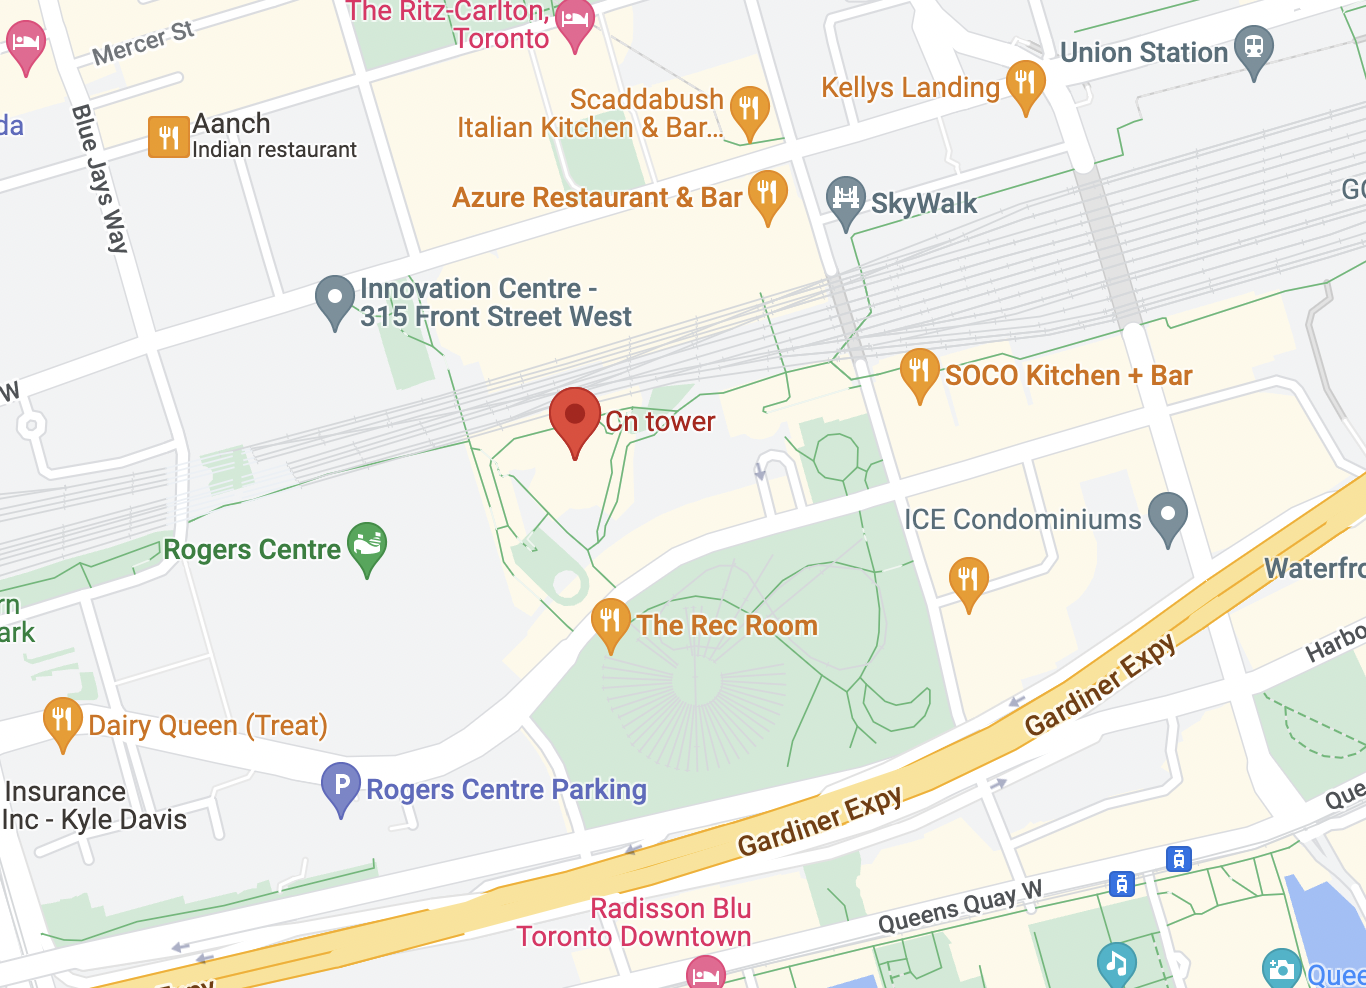 The Ritz-Carlton,
Toronto
Mercer St
Union Station
Kellys Landing
Scaddabush
Italian Kitchen & Bar...
da
Aanch
Indian restaurant
Blue Jays Way
Azure Restaurant & Bar
SkyWalk
GO
Innovation Centre -
315 Front Street West
W
SOCO Kitchen + Bar
Cn tower
ICE Condominiums
Rogers Centre
Waterfro
rn
ark
The Rec Room
Harbo
Gardiner Expy
Dairy Queen (Treat)
P
Rogers Centre Parking
Insurance
Inc - Kyle Davis
Gardiner Expy
Que
Queens Quay W
Radisson Blu
Toronto Downtown
Quee
Expy